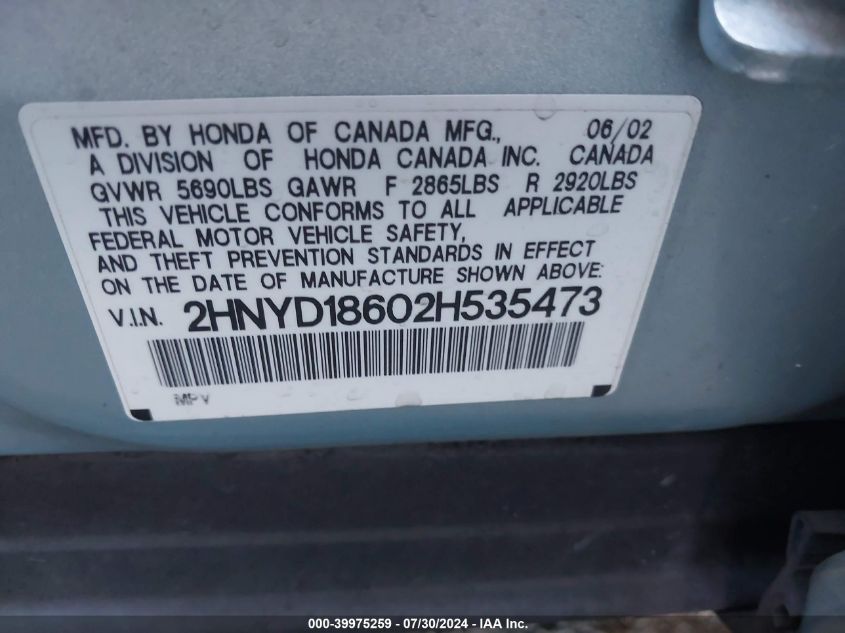 MFD. BY HONDA OF CANADA MFG., 06/02
A DIVISION OF HONDA CANADA INC. CANADA
GVWR 5690LBS GAWR F 2865LBS R 2920LBS
THIS VEHICLE CONFORMS TO ALL APPLICABLE
FEDERAL MOTOR VEHICLE SAFETY,
AND THEFT PREVENTION STANDARDS IN EFFECT
ON THE DATE OF MANUFACTURE SHOWN ABOVE:
V.I.N. 2HNYD18602H535473
MPV
000-39975259 - 07/30/2024 - IAA Inc.